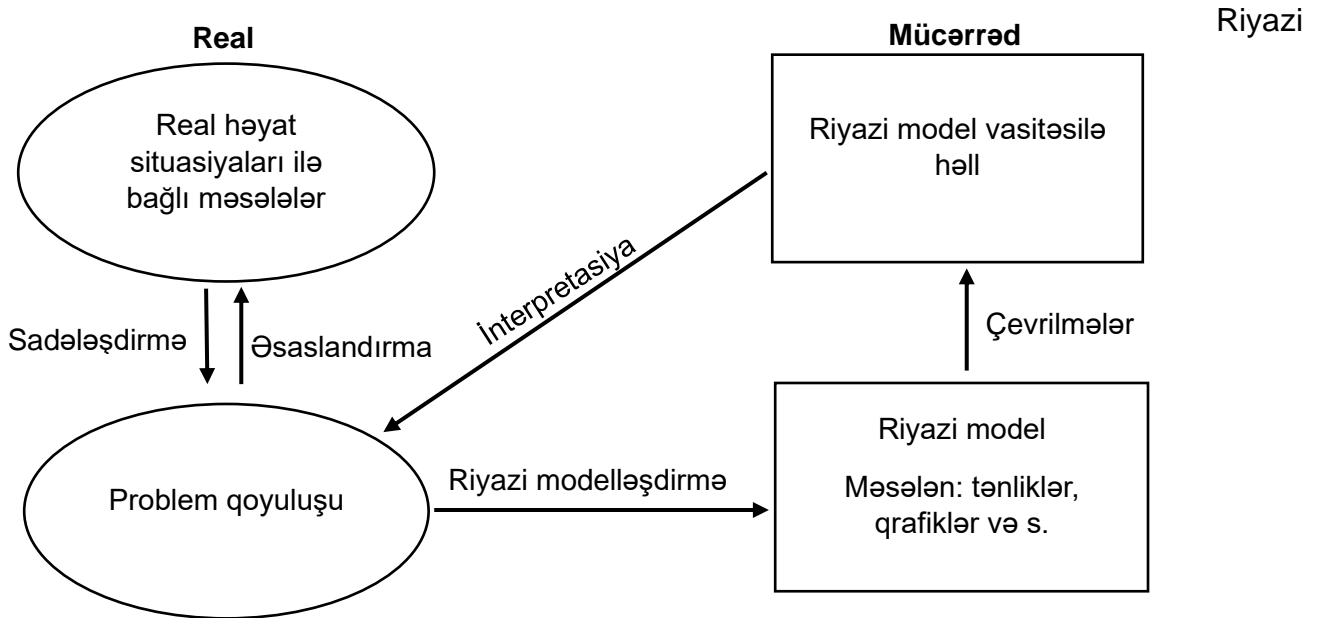 Riyazi
Real
Mücərrəd
Real həyat
situasiyaları ilə
bağlı məsələlər
Riyazi model vasitəsilə
həll
İnterpretasiya
Sadələşdirmə
Əsaslandırma
Çevrilmələr
Problem qoyuluşu
Riyazi modelləşdirmə
Riyazi model
Məsələn: tənliklər,
qrafiklər və s.